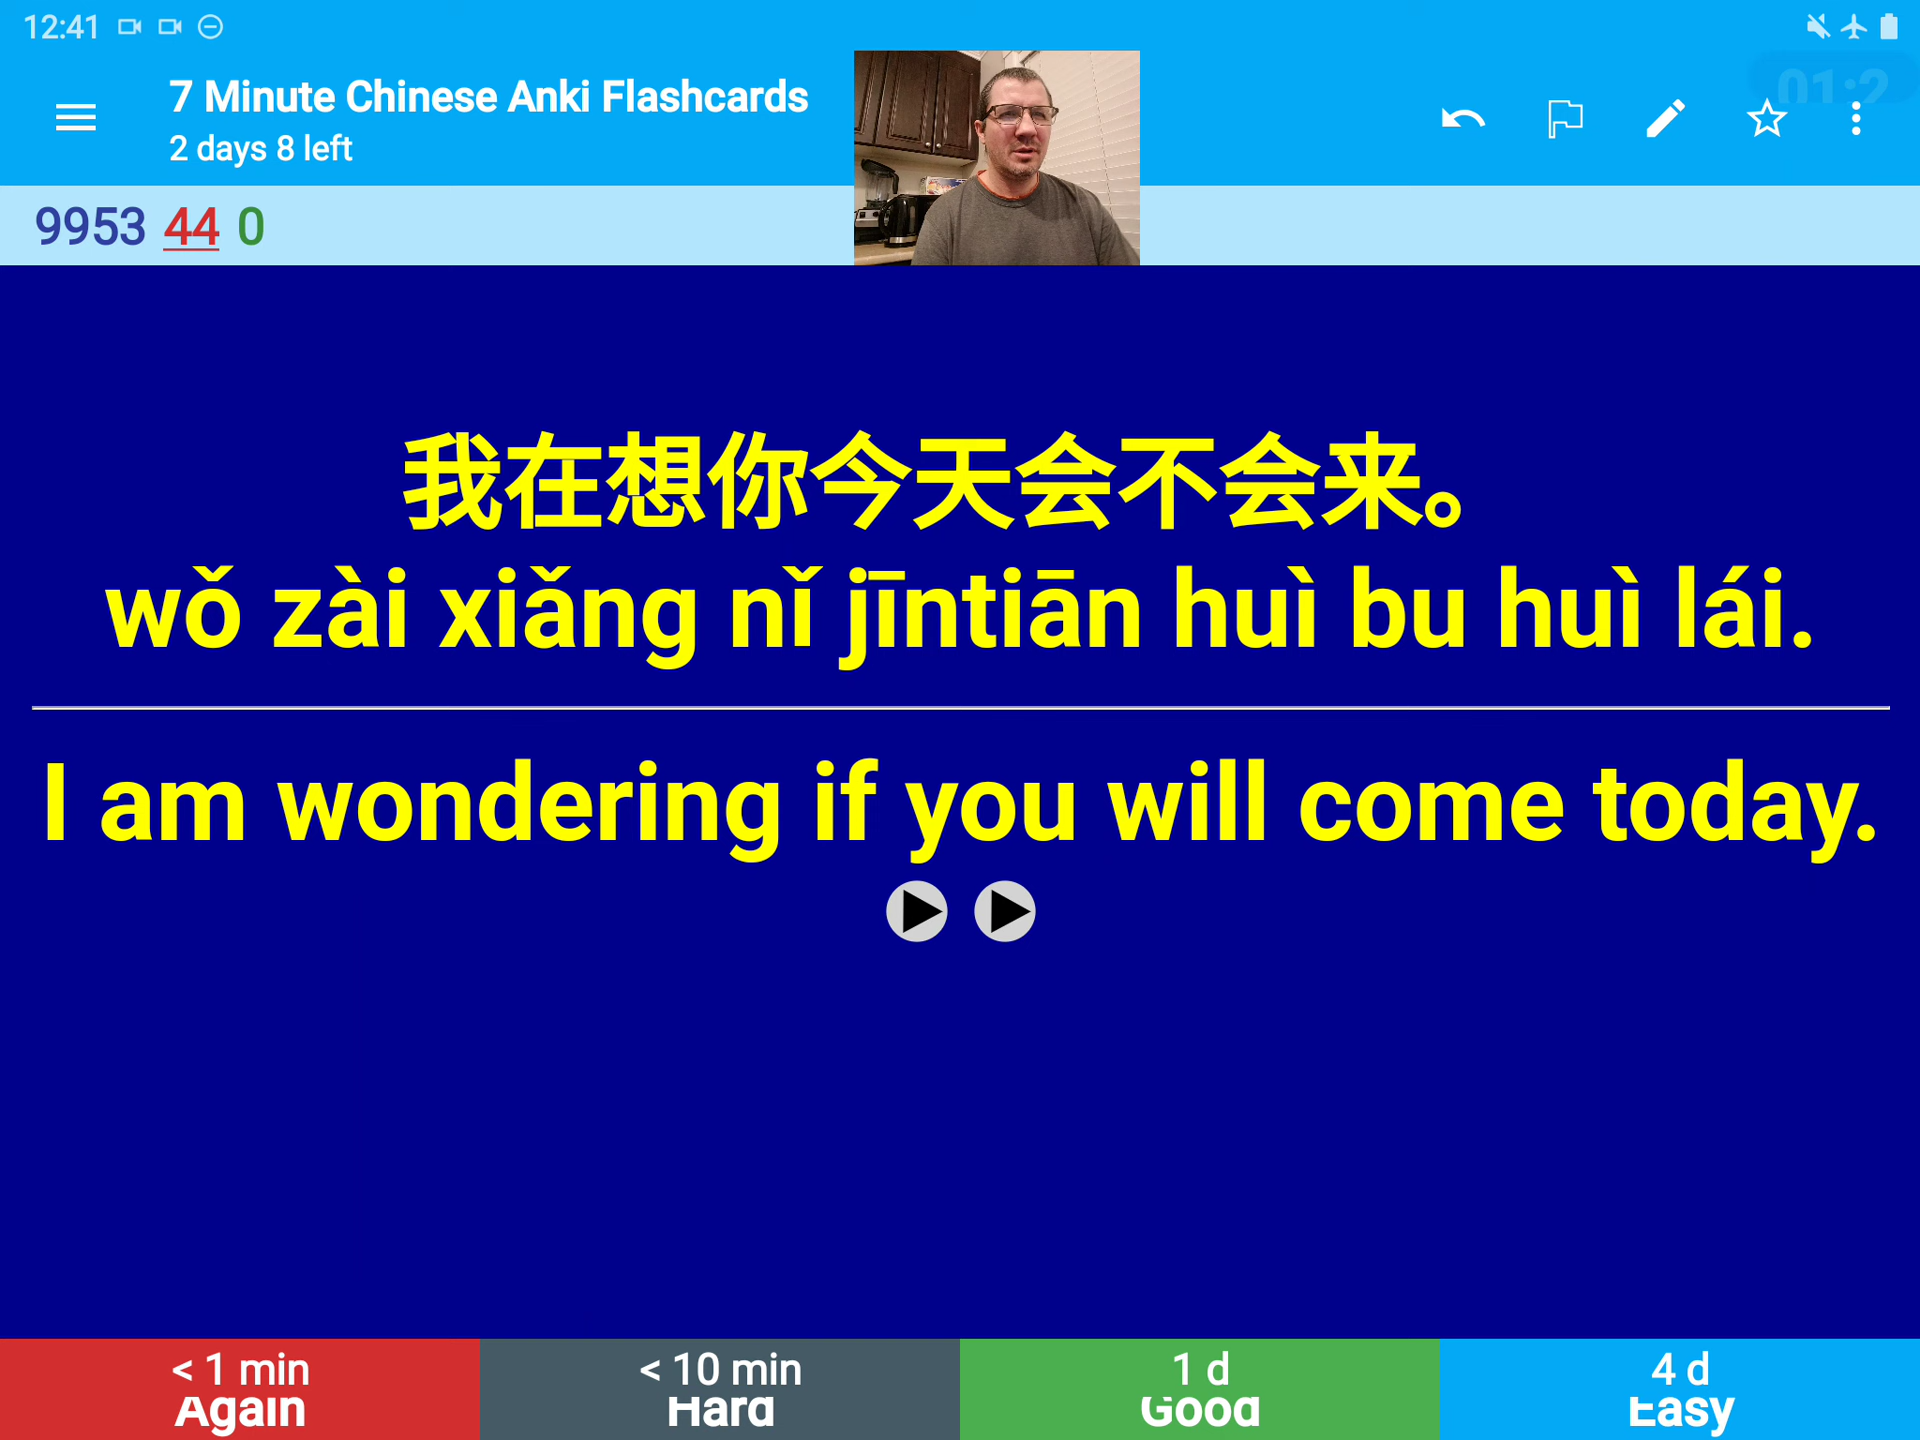 12:41
01:2
7 Minute Chinese Anki Flashcards
2 days 8 left
9953 44 0
我在想你今天会不会来。
wǒ zài xiǎng nǐ jīntiān huì bu huì lái.
I am wondering if you will come today.
< 1 min < 10 min 1 d 4 d
Again Hard Good Easy